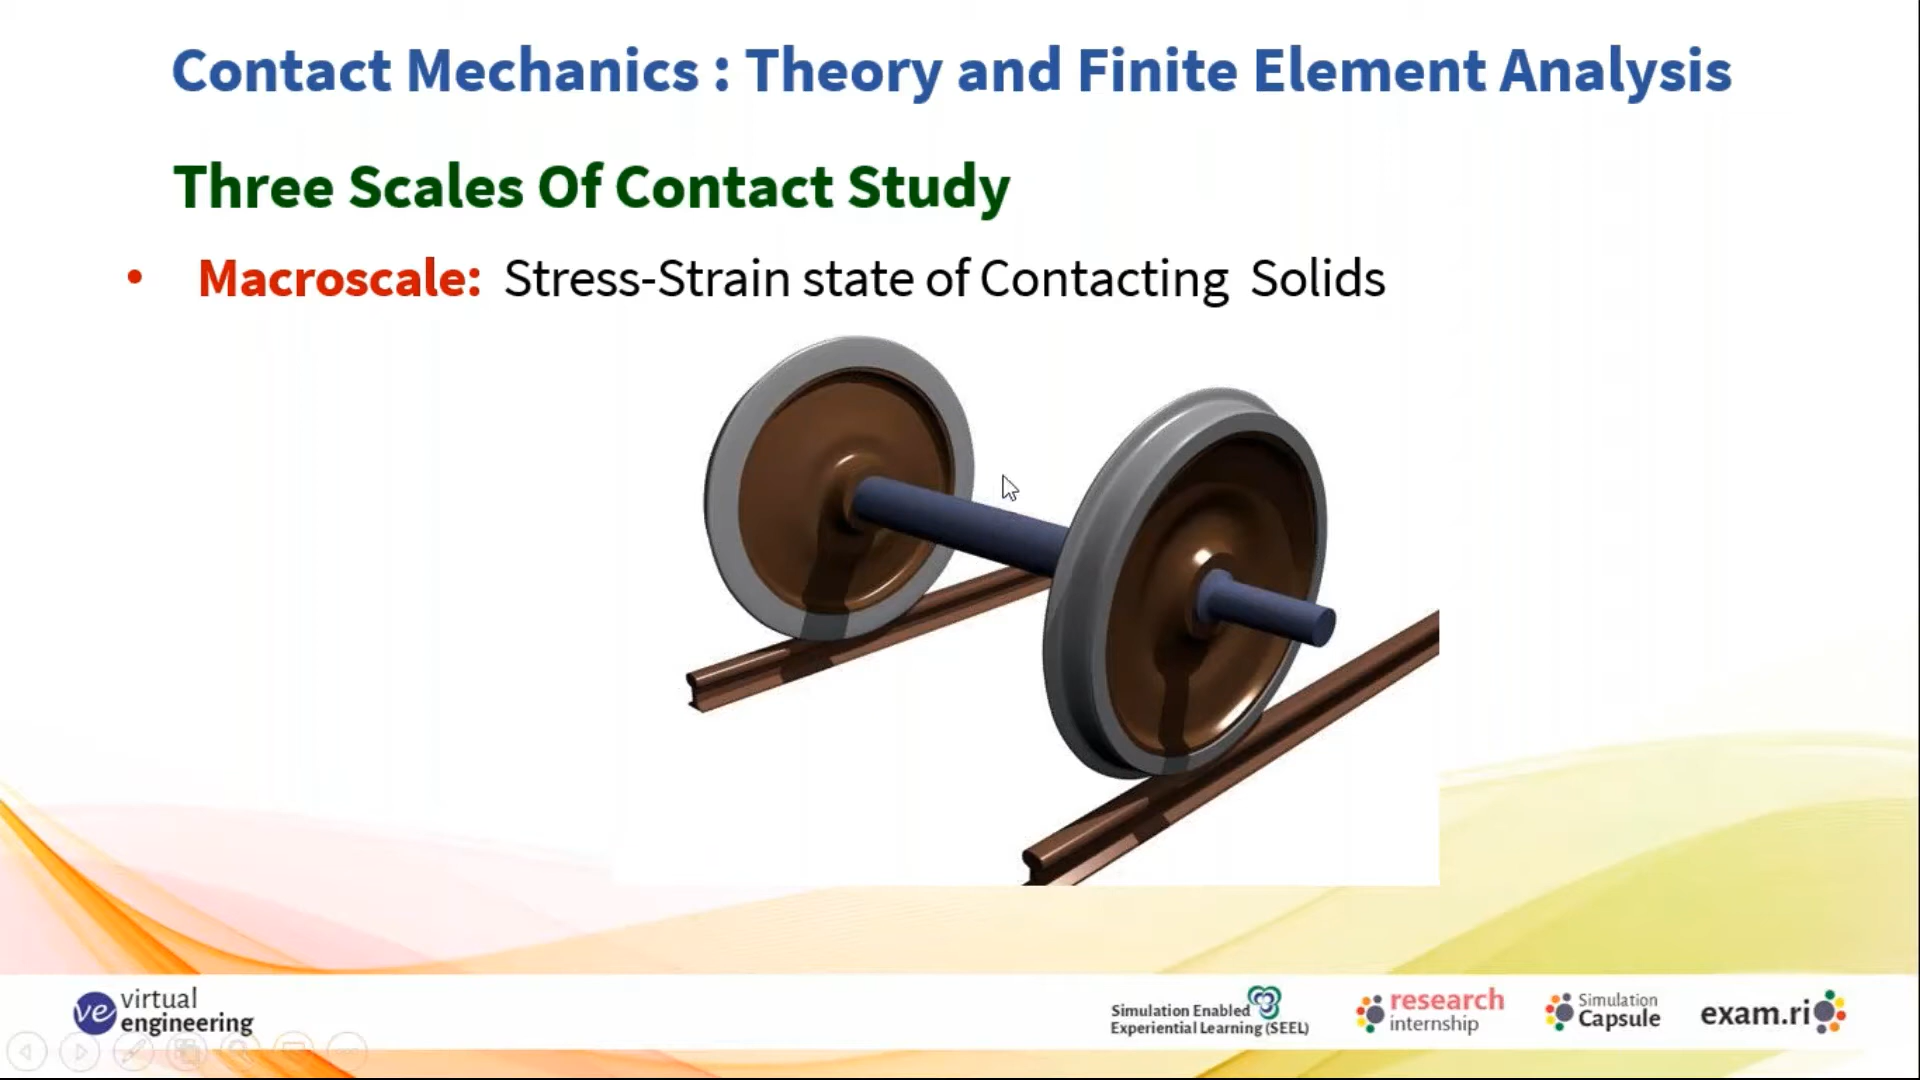 Contact Mechanics : Theory and Finite Element Analysis
Three Scales Of Contact Study
• Macroscale: Stress-Strain state of Contacting Solids
ve virtual
engineering
Simulation Enabled
Experiential Learning (SEEL)
research
internship
Simulation
Capsule
exam.ri